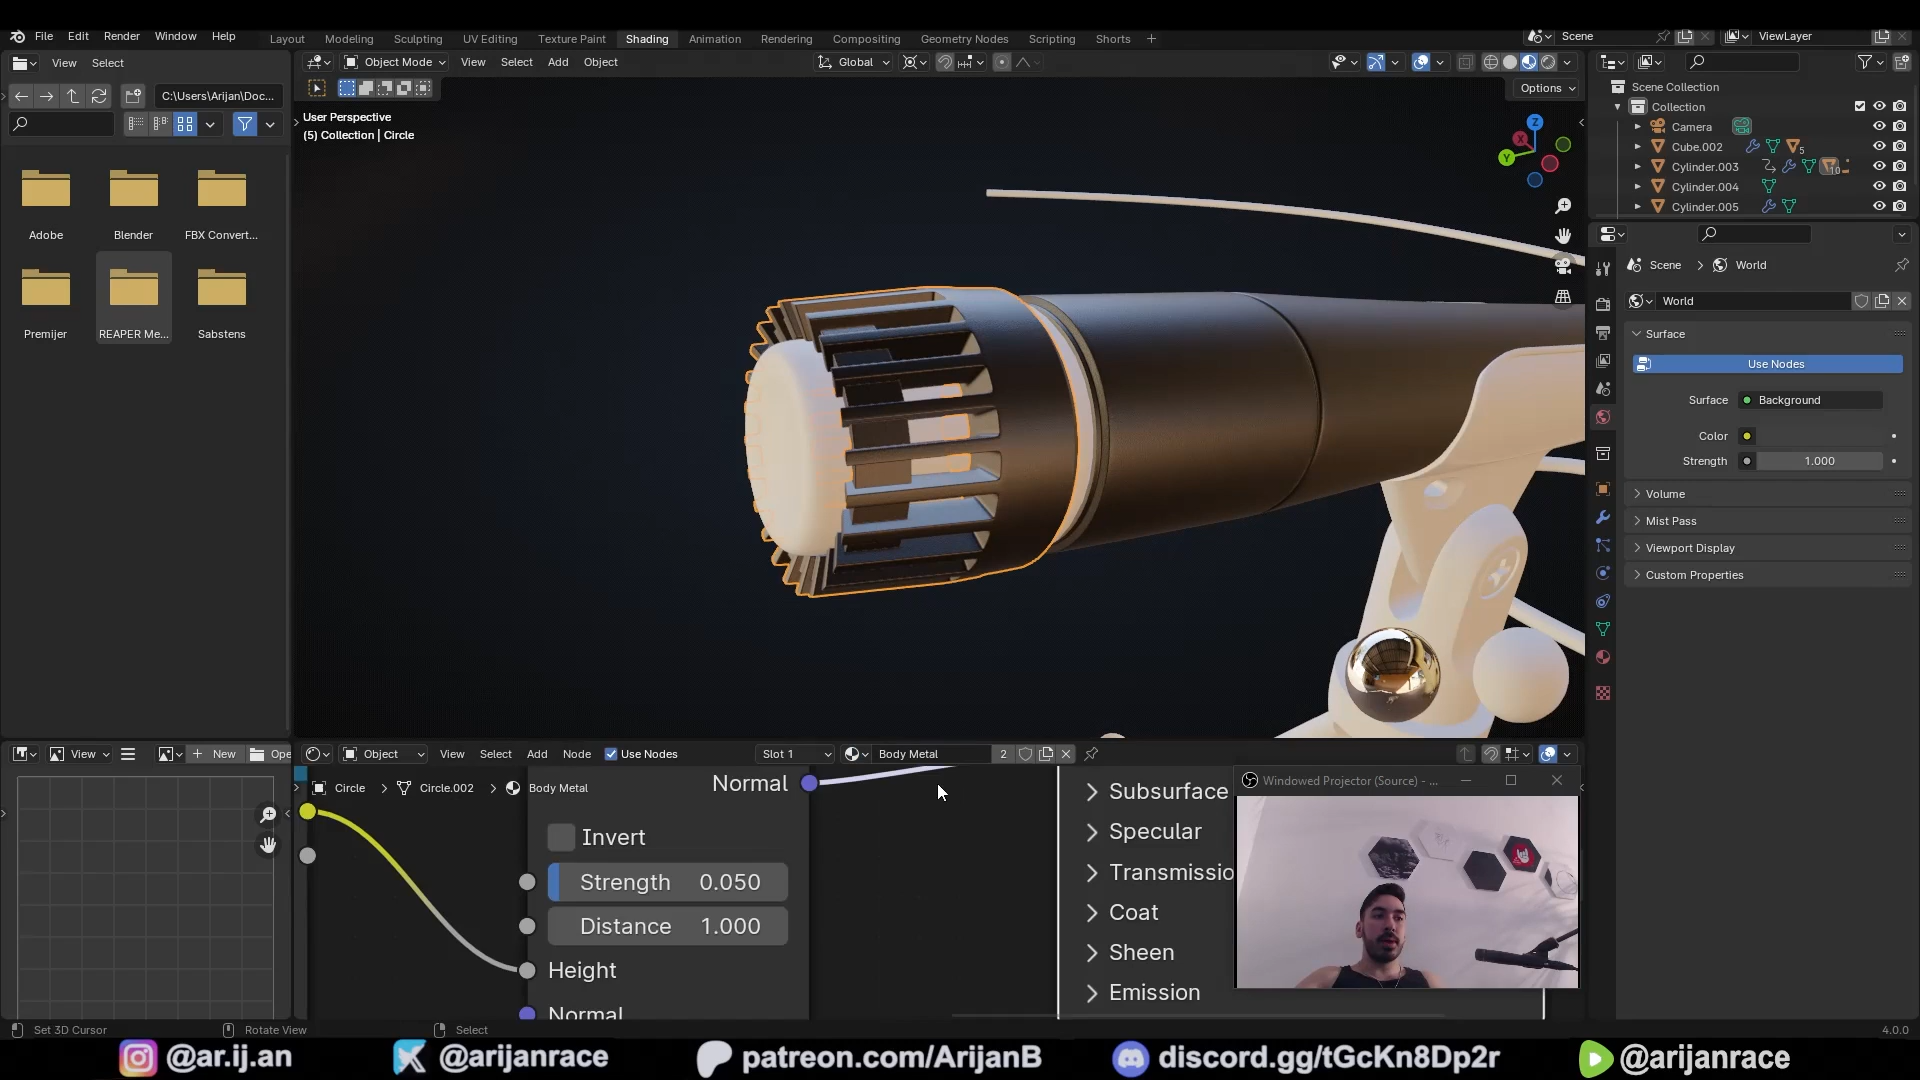 File Edit Render Window Help
Layout Modeling Sculpting UV Editing Texture Paint Shading Animation Rendering Compositing Geometry Nodes Scripting Shorts
Scene
ViewLayer
View Select
Object Mode View Select Add Object
Global
C:\Users\Arijan\Doc...
Options
User Perspective
(5) Collection | Circle
Z
X
Y
Adobe Blender FBX Convert...
Premijer REAPER Me... Sabstens
Scene Collection
Collection
Camera
Cube.002
5
Cylinder.003
10
Cylinder.004
Cylinder.005
Scene > World
World
Surface
Use Nodes
Surface Background
Color
Strength 1.000
Volume
Mist Pass
Viewport Display
Custom Properties
View New Ope
Object View Select Add Node Use Nodes Slot 1 Body Metal 2
Circle > Circle.002 > Body Metal
Normal
Invert
Strength 0.050
Distance 1.000
Height
Normal
Subsurface
Specular
Transmissio
Coat
Sheen
Emission
Windowed Projector (Source) - ...
Set 3D Cursor Rotate View Select
4.0.0
@ar.ij.an @arijanrace patreon.com/ArijanB discord.gg/tGcKn8Dp2r @arijanrace